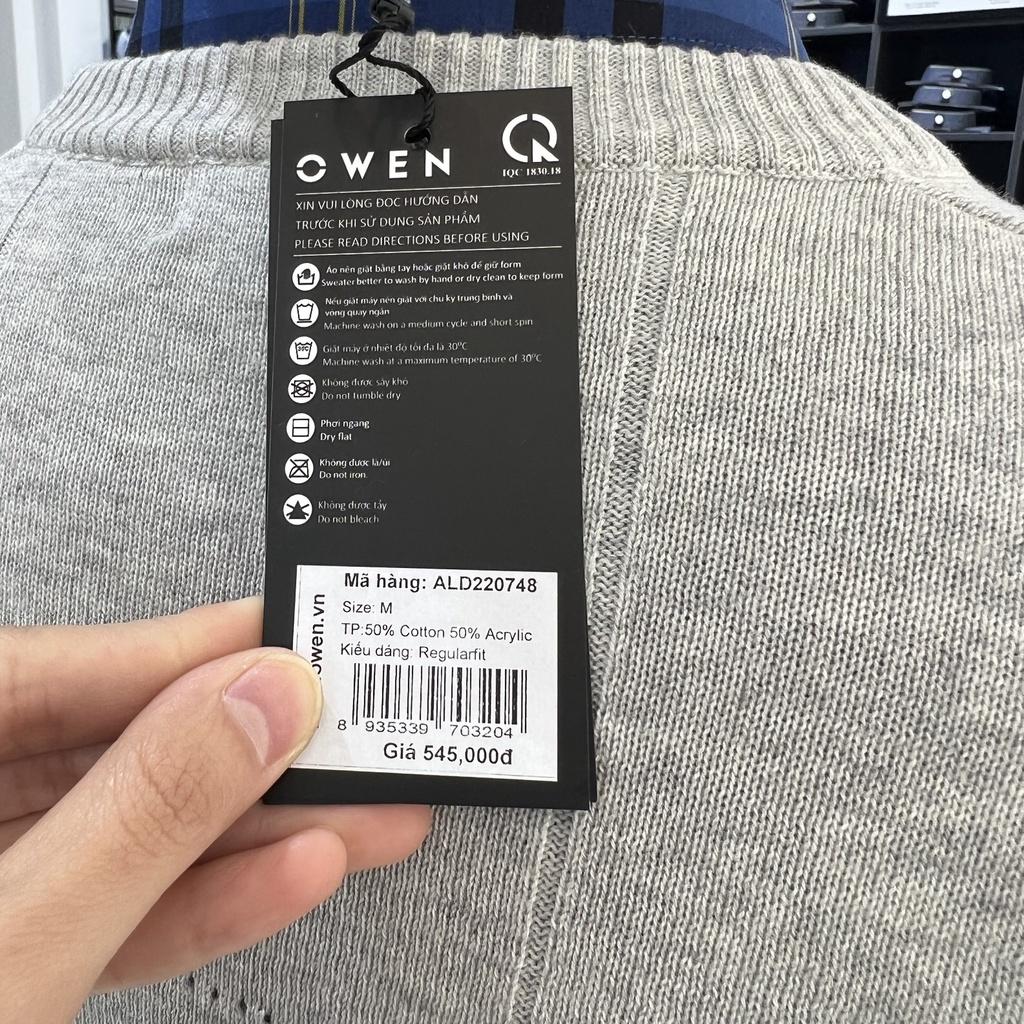 OWEN
IQC 1830.18
XIN VUI LÒNG ĐỌC HƯỚNG DẪN
TRƯỚC KHI SỬ DỤNG SẢN PHẨM
PLEASE READ DIRECTIONS BEFORE USING
Áo nên giặt bằng tay hoặc giặt khô để giữ form
Sweater better to wash by hand or dry clean to keep form
Nếu giặt máy nên giặt với chu kỳ trung bình và
vòng quay ngắn
Machine wash on a medium cycle and short spin
30°C
Giặt máy ở nhiệt độ tối đa là 30°C
Machine wash at a maximum temperature of 30°C
Không được sấy khô
Do not tumble dry
Phơi ngang
Dry flat
Không được là/ủi
Do not iron.
Không được tẩy
Do not bleach
owen.vn
Mã hàng: ALD220748
Size: M
TP:50% Cotton 50% Acrylic
Kiểu dáng: Regularfit
8 935339 703204
Giá 545,000đ